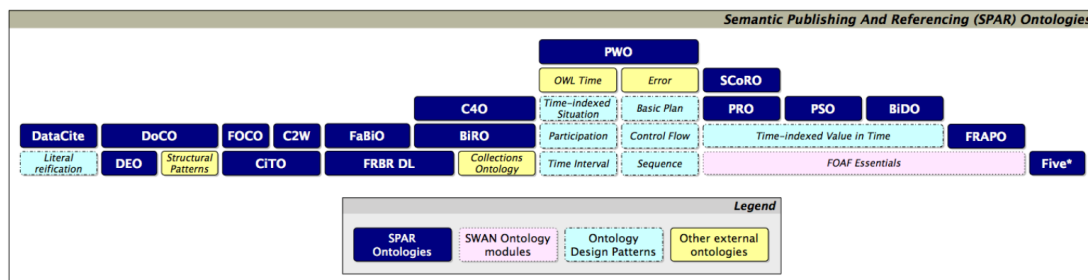 Semantic Publishing And Referencing (SPAR) Ontologies
PWO
OWL Time Error SCoRO
C4O Time-indexed Situation Basic Plan PRO PSO BiDO
DataCite DoCO FOCO C2W FaBiO BiRO Participation Control Flow Time-indexed Value in Time FRAPO
Literal reification DEO Structural Patterns CiTO FRBR DL Collections Ontology Time Interval Sequence FOAF Essentials Five*
Legend
SPAR Ontologies
SWAN Ontology modules
Ontology Design Patterns
Other external ontologies